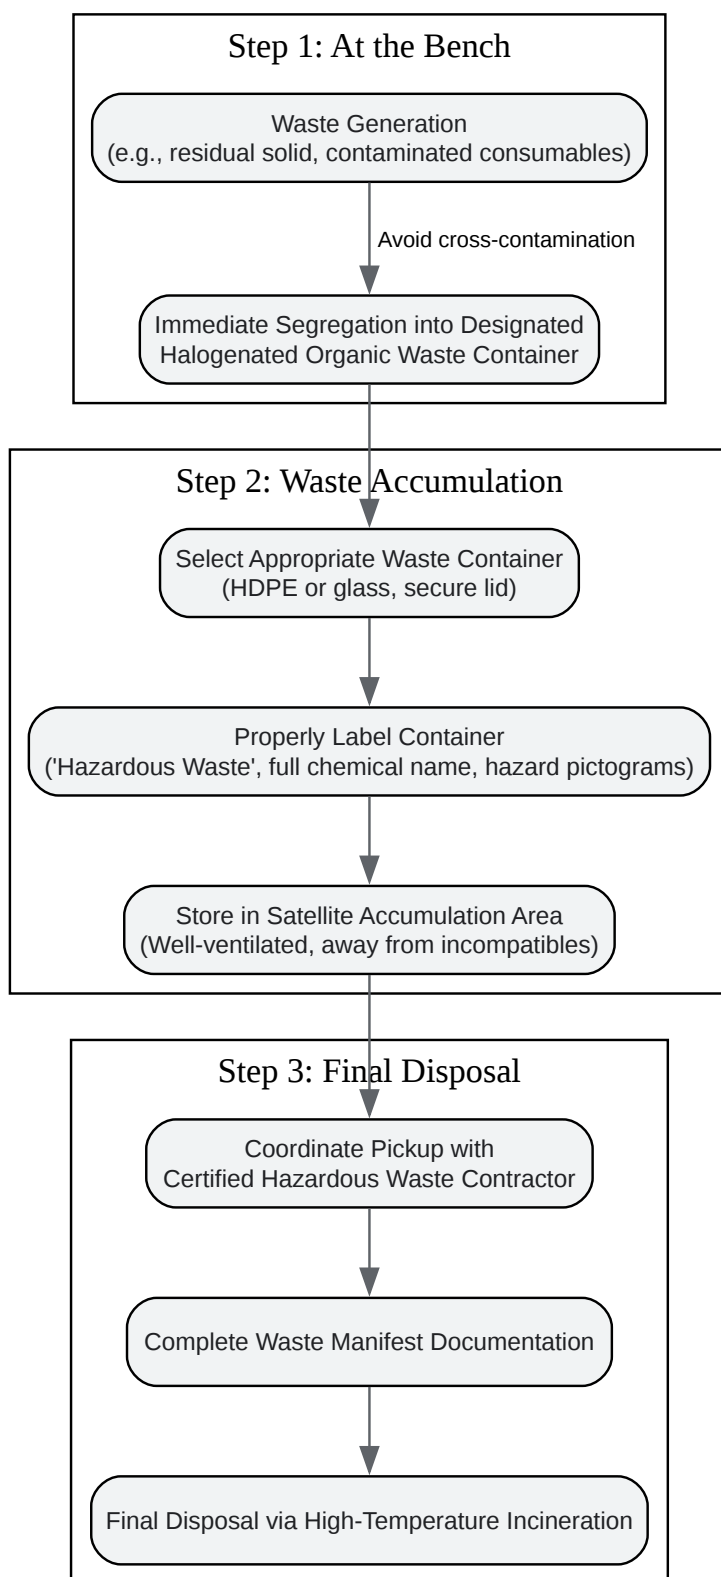 Step 1: At the Bench
Waste Generation
(e.g., residual solid, contaminated consumables)
Avoid cross-contamination
Immediate Segregation into Designated
Halogenated Organic Waste Container
Step 2: Waste Accumulation
Select Appropriate Waste Container
(HDPE or glass, secure lid)
Properly Label Container
('Hazardous Waste', full chemical name, hazard pictograms)
Store in Satellite Accumulation Area
(Well-ventilated, away from incompatibles)
Step 3: Final Disposal
Coordinate Pickup with
Certified Hazardous Waste Contractor
Complete Waste Manifest Documentation
Final Disposal via High-Temperature Incineration